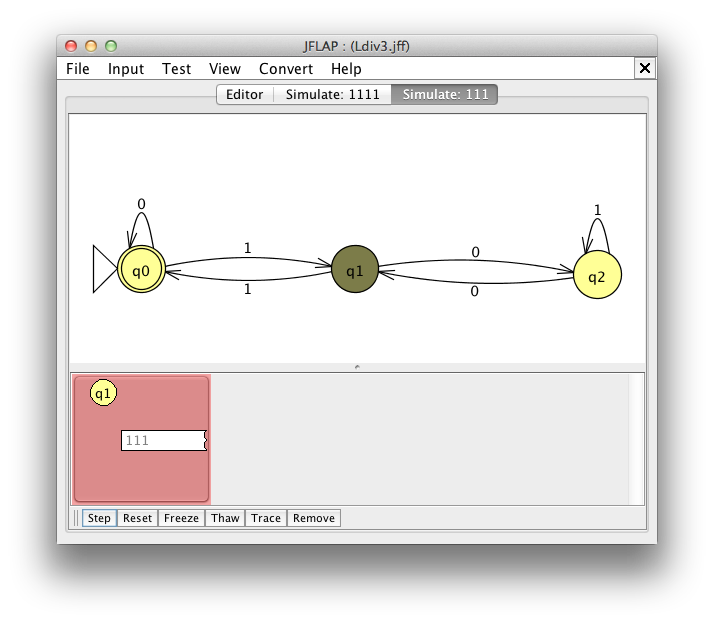 JFLAP : (Ldiv3.jff)
File Input Test View Convert Help
Editor Simulate: 1111 Simulate: 111
0
1
1
0
1
q0
q1
q2
1
0
q1
111
Step Reset Freeze Thaw Trace Remove